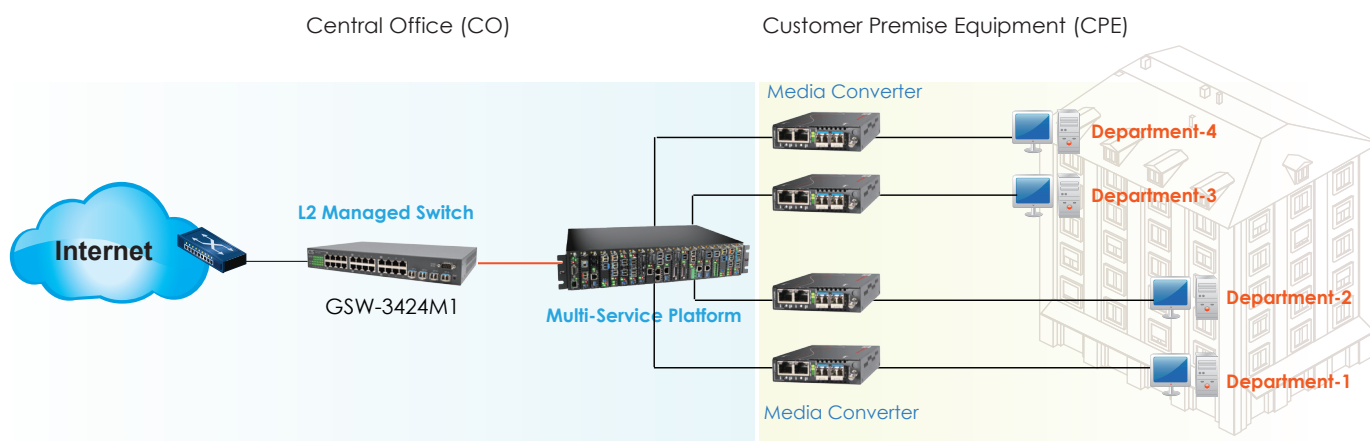 Central Office (CO)
Customer Premise Equipment (CPE)
Media Converter
Department-4
Department-3
L2 Managed Switch
Internet
GSW-3424M1
Multi-Service Platform
Department-2
Department-1
Media Converter